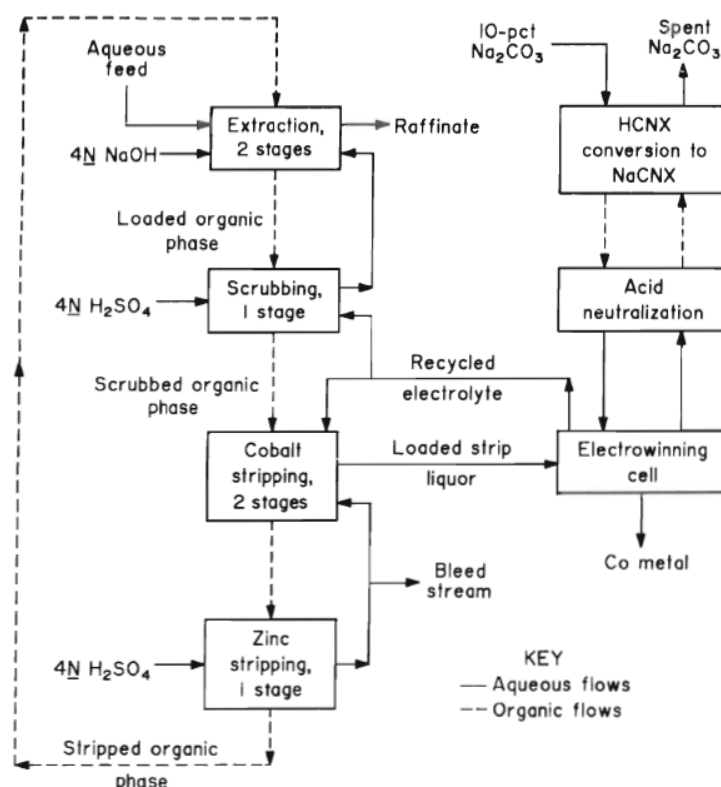 Aqueous
feed
4N NaOH
Extraction,
2 stages
Raffinate
Loaded organic
phase
4N H₂SO₄
Scrubbing,
1 stage
Scrubbed organic
phase
Recycled
electrolyte
Cobalt
stripping,
2 stages
Loaded strip
liquor
Bleed
stream
4N H₂SO₄
Zinc
stripping,
1 stage
Stripped organic
phase
10-pct
Na₂CO₃
Spent
Na₂CO₃
HCNX
conversion to
NaCNX
Acid
neutralization
Electrowinning
cell
Co metal
KEY
Aqueous flows
Organic flows